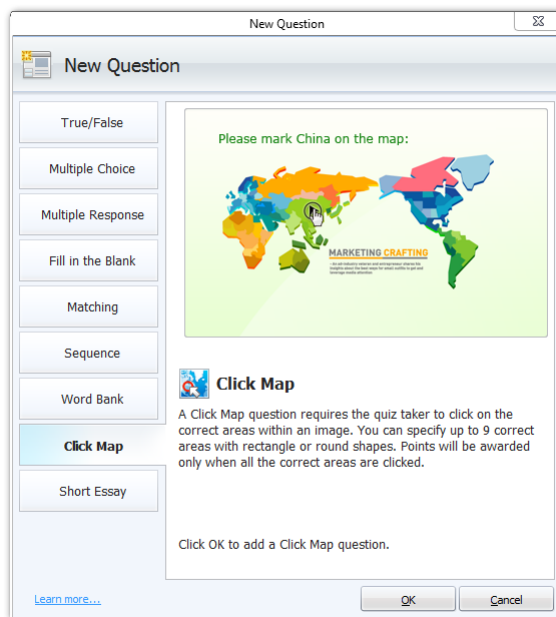 New Question
New Question
True/False
Multiple Choice
Multiple Response
Fill in the Blank
Matching
Sequence
Word Bank
Click Map
Short Essay
Please mark China on the map:
MARKETING CRAFTING
Click Map
A Click Map question requires the quiz taker to click on the
correct areas within an image. You can specify up to 9 correct
areas with rectangle or round shapes. Points will be awarded
only when all the correct areas are clicked.
Click OK to add a Click Map question.
Learn more...
OK
Cancel